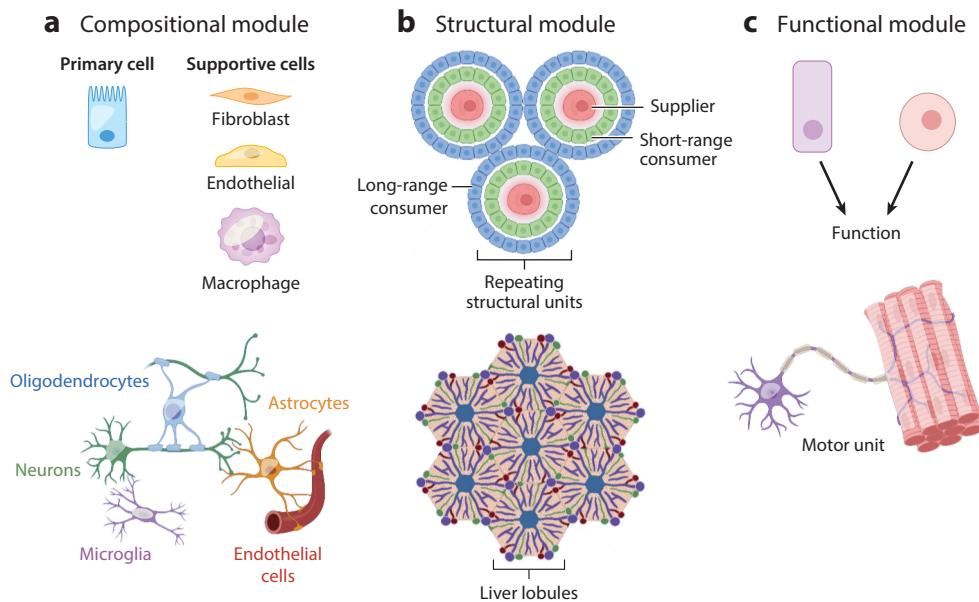 a Compositional module
Primary cell
Supportive cells
Fibroblast
Endothelial
Macrophage
Oligodendrocytes
Astrocytes
Neurons
Microglia
Endothelial
cells
b Structural module
Supplier
Short-range
consumer
Long-range
consumer
Repeating
structural units
Liver lobules
c Functional module
Function
Motor unit